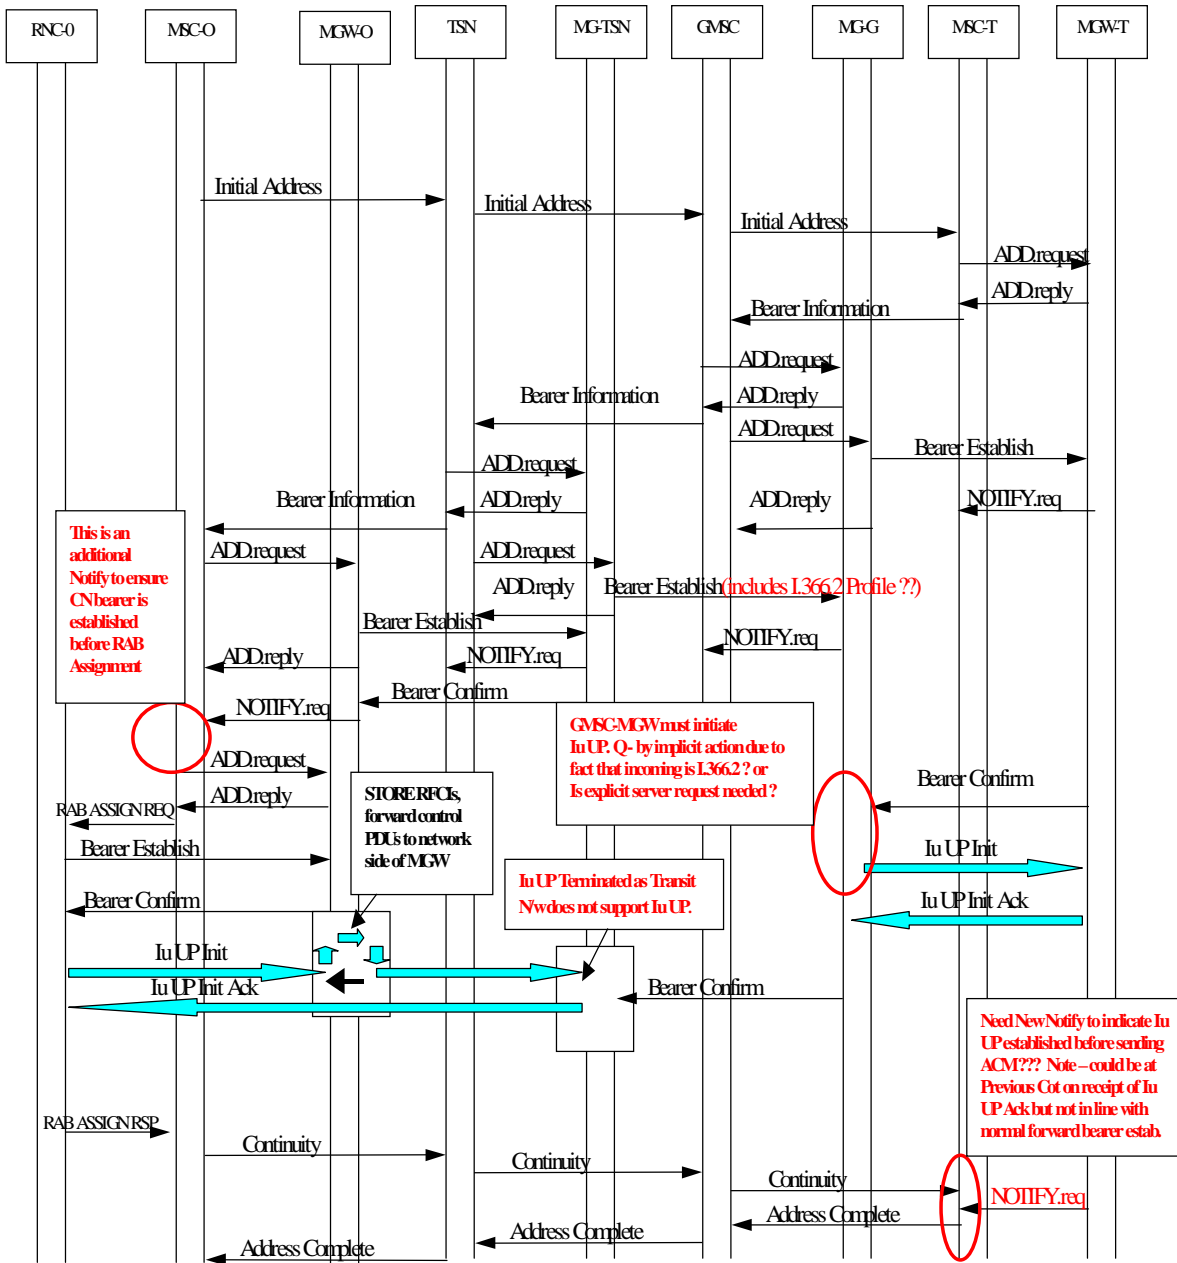 RNC-0
MSC-O
MGW-O
TSN
MG-TSN
GMSC
MG-G
MSC-T
MGW-T
Initial Address
Initial Address
Initial Address
ADD.request
ADD.reply
Bearer Information
ADD.request
ADD.reply
Bearer Information
ADD.request
Bearer Establish
ADD.request
ADD.reply
Bearer Information
ADD.reply
NOTIFY.req
This is an
additional
Notify to ensure
CN bearer is
established
before RAB
Assignment
ADD.request
ADD.request
ADD.reply
Bearer Establish(includes I.366.2 Profile ??)
Bearer Establish
NOTIFY.req
ADD.reply
NOTIFY.req
Bearer Confirm
NOTIFY.req
GMSC-MGW must initiate
Iu UP. Q- by implicit action due to
fact that incoming is I.366.2 ? or
Is explicit server request needed ?
ADD.request
Bearer Confirm
ADD.reply
RAB ASSIGN REQ
STORE RFCIs,
forward control
PDUs to network
side of MGW
Bearer Establish
Iu UP Init
Iu UP Terminated as Transit
N/w does not support Iu UP.
Bearer Confirm
Iu UP Init Ack
Iu UP Init
Iu UP Init Ack
Bearer Confirm
Need New Notify to indicate Iu
UP established before sending
ACM??? Note – could be at
Previous Cot on receipt of Iu
UP Ack but not in line with
normal forward bearer estab.
RAB ASSIGN RSP.
Continuity
Continuity
Continuity
NOTIFY.req
Address Complete
Address Complete
Address Complete